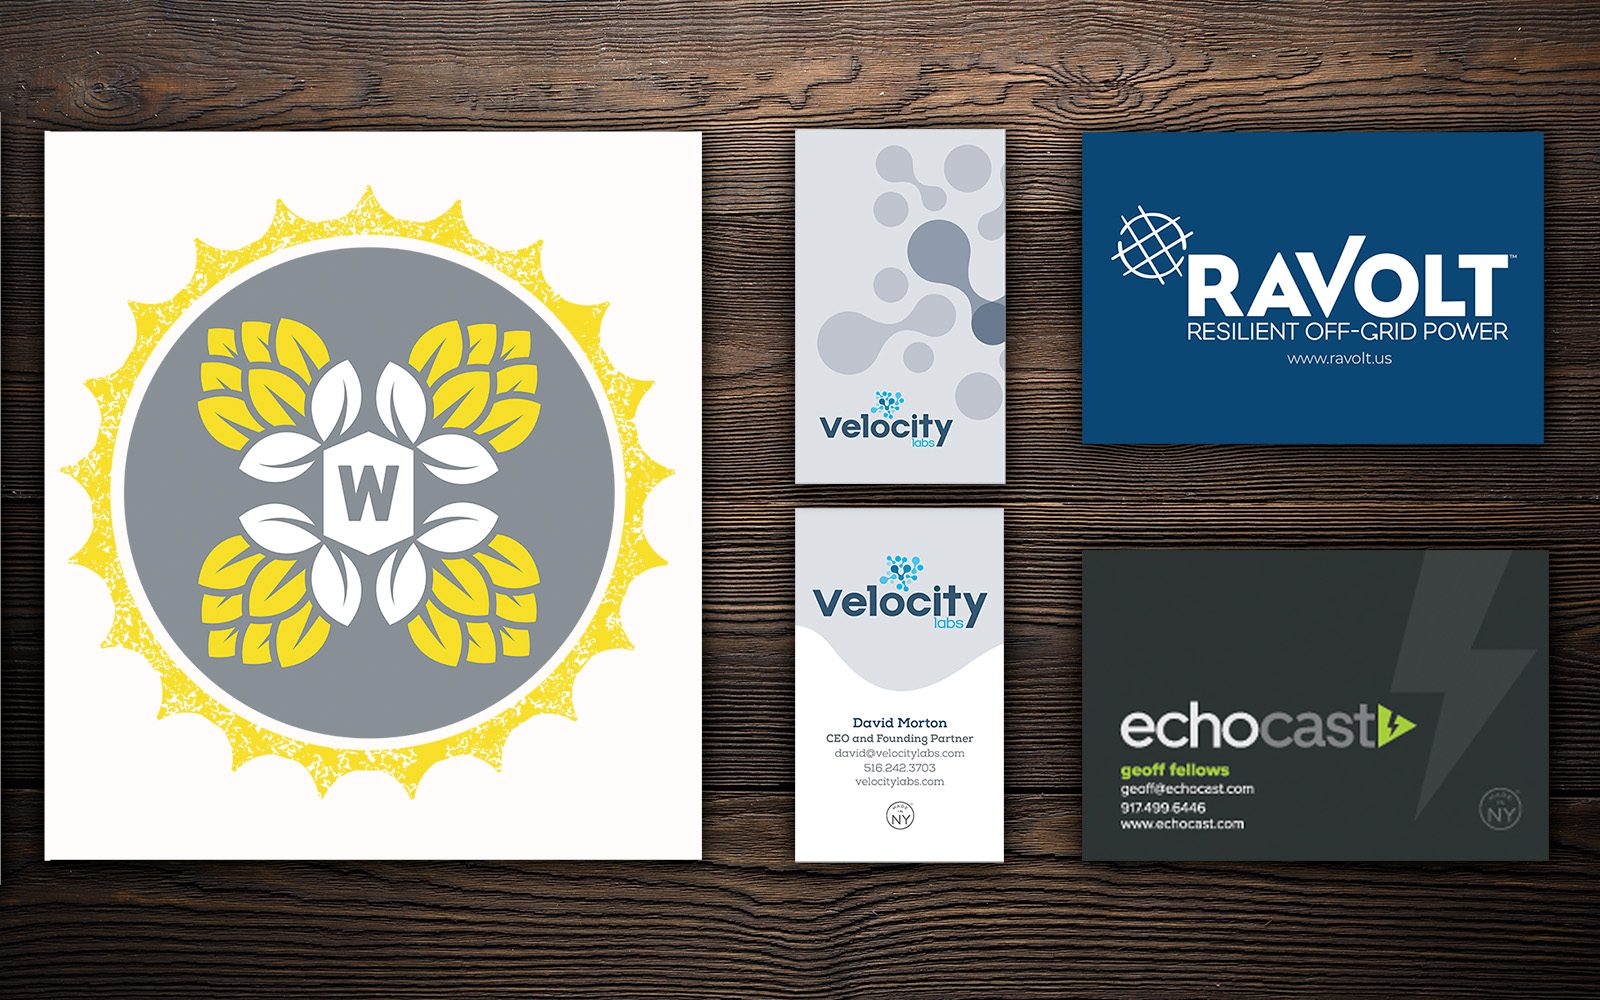 W
velocity
labs
velocity
labs
David Morton
CEO and Founding Partner
david@velocitylabs.com
516.242.3703
velocitylabs.com
MADE
IN
NY
RAVOLT™
RESILIENT OFF-GRID POWER
www.ravolt.us
echocast
geoff fellows
geoff@echocast.com
917.499.6446
www.echocast.com
MADE
IN
NY